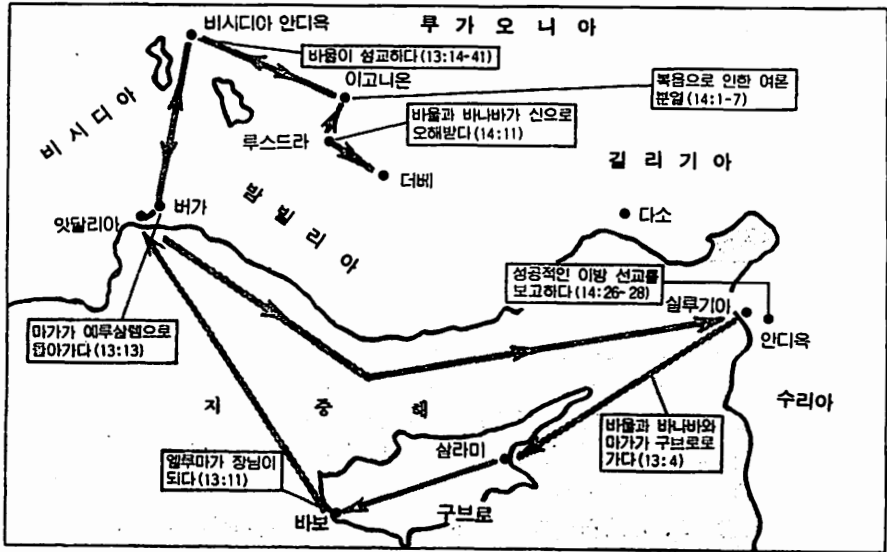 비시디아 안디옥
루 가 오 니 아
바울이 설교하다 (13:14-41)
이고니온
복음으로 인한 여론
분열 (14:1-7)
비 시 디 아
바울과 바나바가 신으로
오해받다 (14:11)
루스드라
더베
길 리 기 아
밤 빌 리 아
버가
앗달리아
다소
성공적인 이방 선교를
보고하다 (14:26-28)
실루기아
안디옥
마가가 예루살렘으로
돌아가다 (13:13)
수리아
지 중 해
바울과 바나바와
마가가 구브로로
가다 (13:4)
살라미
엘루마가 장님이
되다 (13:11)
바보
구브로